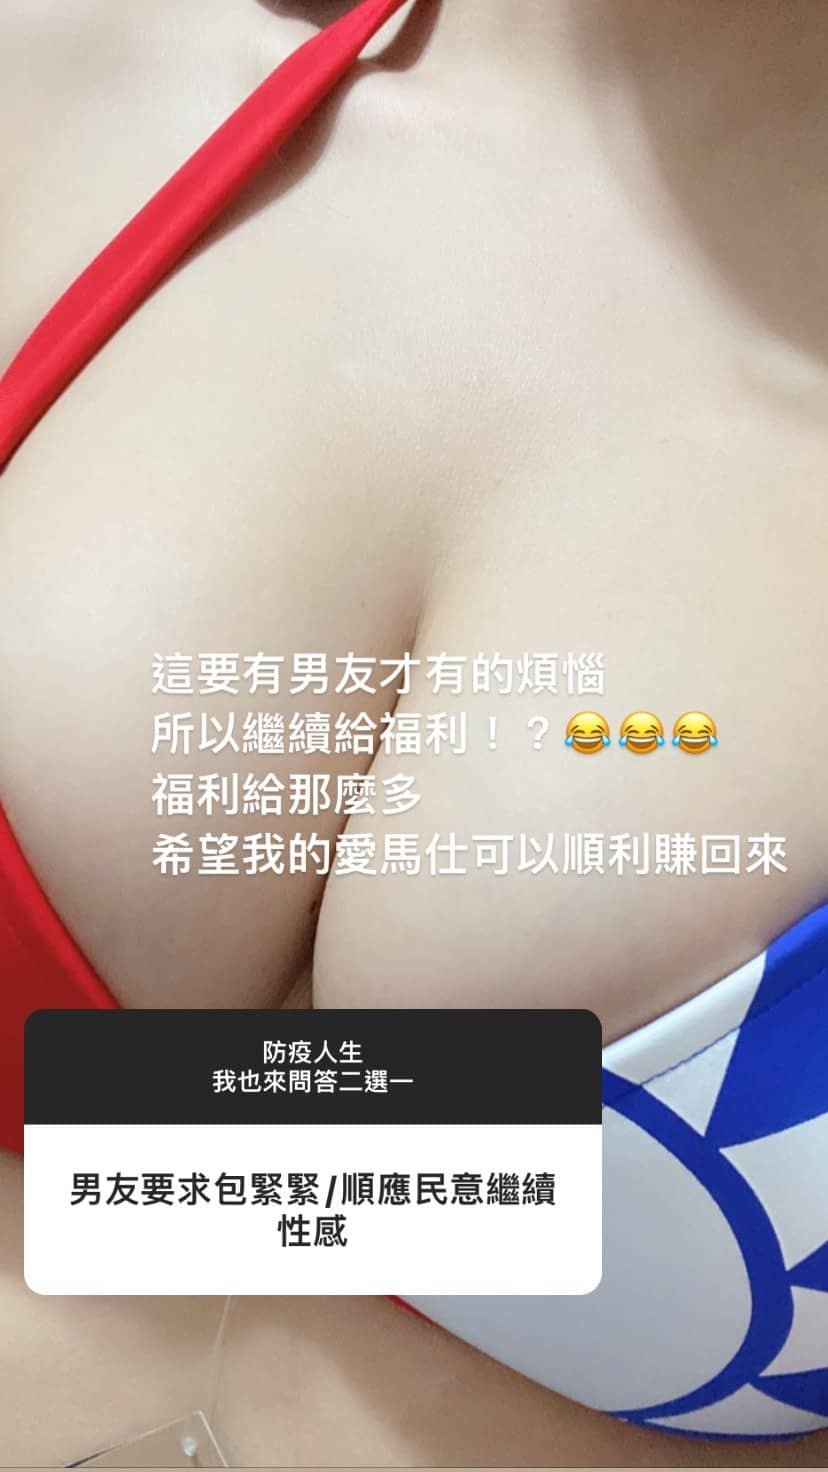 這要有男友才有的煩惱
所以繼續給福利！？😂😂😂
福利給那麼多
希望我的愛馬仕可以順利賺回來
防疫人生
我也來問答二選一
男友要求包緊緊/順應民意繼續
性感